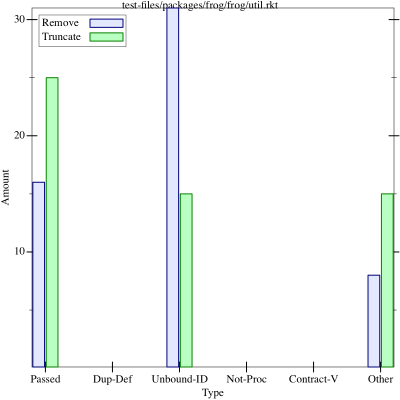 test-files/packages/frog/frog/util.rkt
Remove
Truncate
30
20
10
Amount
Passed Dup-Def Unbound-ID Not-Proc Contract-V Other
Type